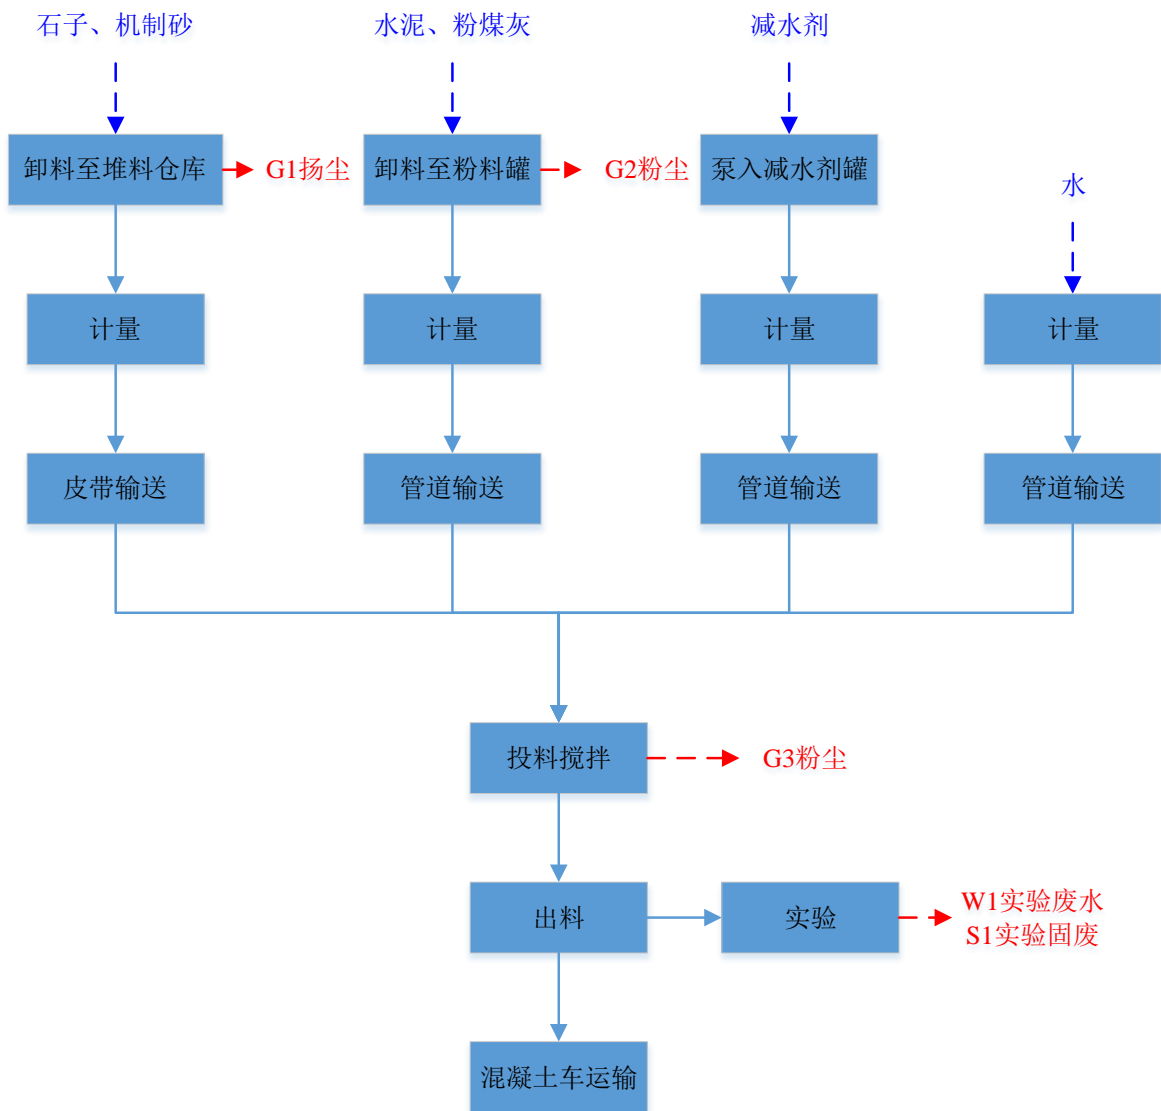 石子、机制砂
水泥、粉煤灰
减水剂
卸料至堆料仓库
G1扬尘
卸料至粉料罐
G2粉尘
泵入减水剂罐
水
计量
计量
计量
计量
皮带输送
管道输送
管道输送
管道输送
投料搅拌
G3粉尘
出料
实验
W1实验废水
S1实验固废
混凝土车运输